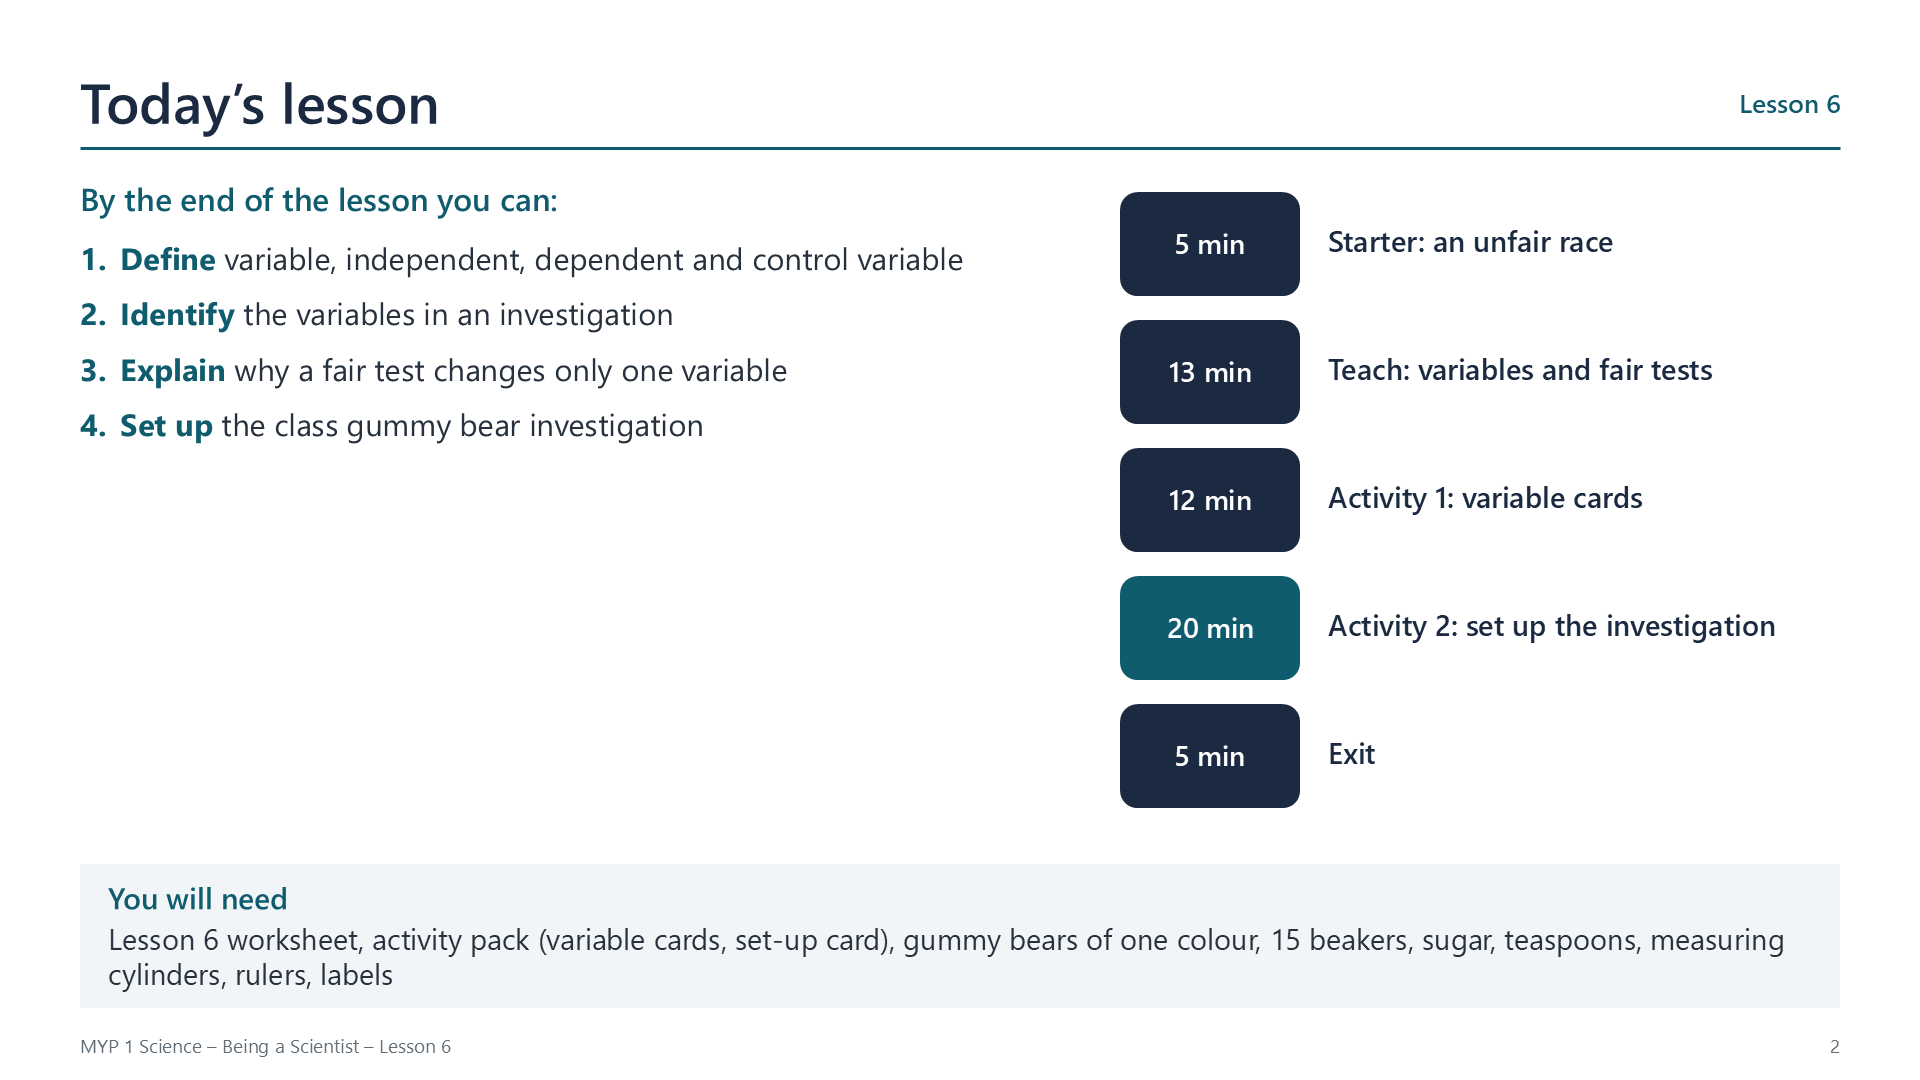 Today’s lesson
Lesson 6
By the end of the lesson you can:
1. Define variable, independent, dependent and control variable
2. Identify the variables in an investigation
3. Explain why a fair test changes only one variable
4. Set up the class gummy bear investigation
5 min Starter: an unfair race
13 min Teach: variables and fair tests
12 min Activity 1: variable cards
20 min Activity 2: set up the investigation
5 min Exit
You will need
Lesson 6 worksheet, activity pack (variable cards, set-up card), gummy bears of one colour, 15 beakers, sugar, teaspoons, measuring
cylinders, rulers, labels
MYP 1 Science – Being a Scientist – Lesson 6
2